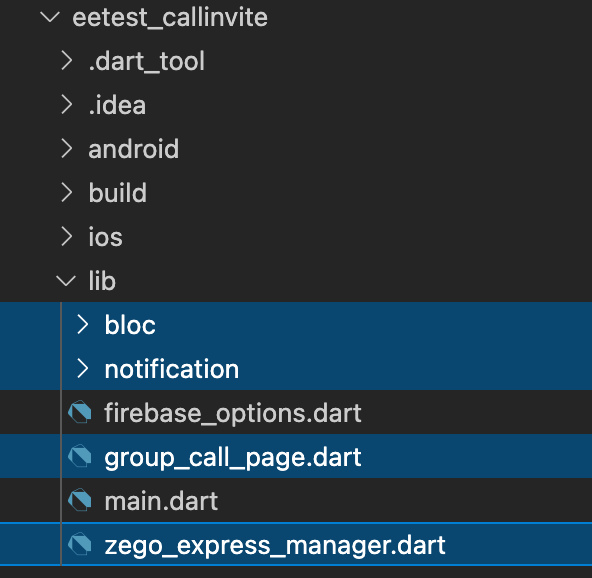 eetest_callinvite
.dart_tool
.idea
android
build
ios
lib
bloc
notification
firebase_options.dart
group_call_page.dart
main.dart
zego_express_manager.dart